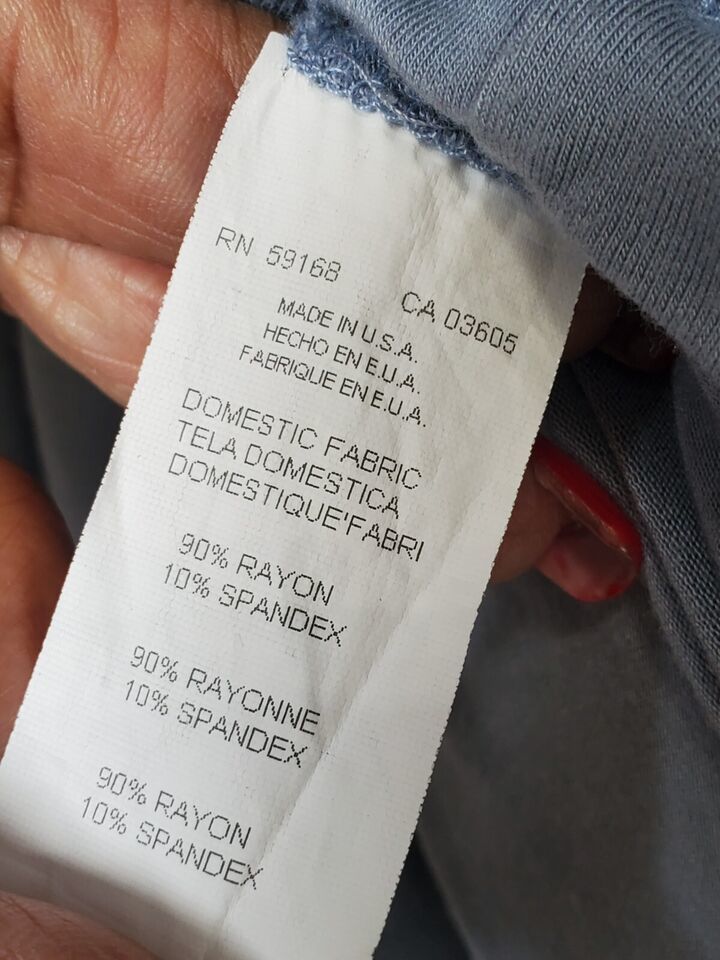 RN 59168 CA 03605
MADE IN U.S.A.
HECHO EN E.U.A.
FABRIQUE EN E.U.A.
DOMESTIC FABRIC
TELA DOMESTICA
DOMESTIQUE'FABRI
90% RAYON
10% SPANDEX
90% RAYONNE
10% SPANDEX
90% RAYON
10% SPANDEX